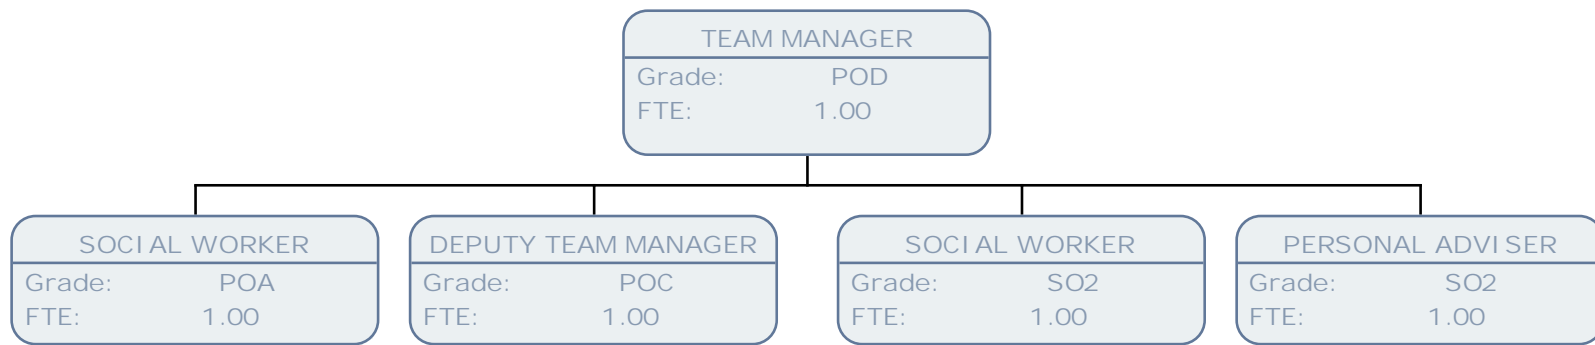 TEAM MANAGER
Grade: POD
FTE: 1.00
SOCIAL WORKER
Grade: POA
FTE: 1.00
DEPUTY TEAM MANAGER
Grade: POC
FTE: 1.00
SOCIAL WORKER
Grade: SO2
FTE: 1.00
PERSONAL ADVISER
Grade: SO2
FTE: 1.00